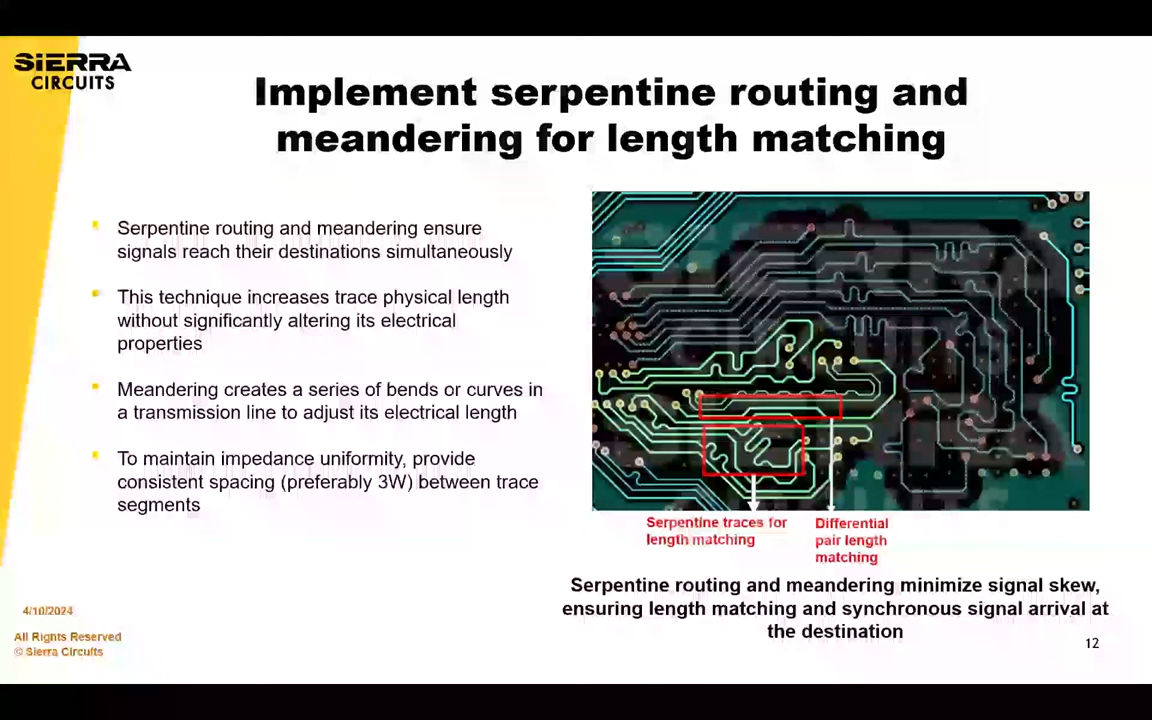 SIERRA
CIRCUITS
Implement serpentine routing and
meandering for length matching
Serpentine routing and meandering ensure
signals reach their destinations simultaneously
This technique increases trace physical length
without significantly altering its electrical
properties
Meandering creates a series of bends or curves in
a transmission line to adjust its electrical length
To maintain impedance uniformity, provide
consistent spacing (preferably 3W) between trace
segments
Serpentine traces for
length matching
Differential
pair length
matching
Serpentine routing and meandering minimize signal skew,
ensuring length matching and synchronous signal arrival at
the destination
4/10/2024
All Rights Reserved
© Sierra Circuits
12